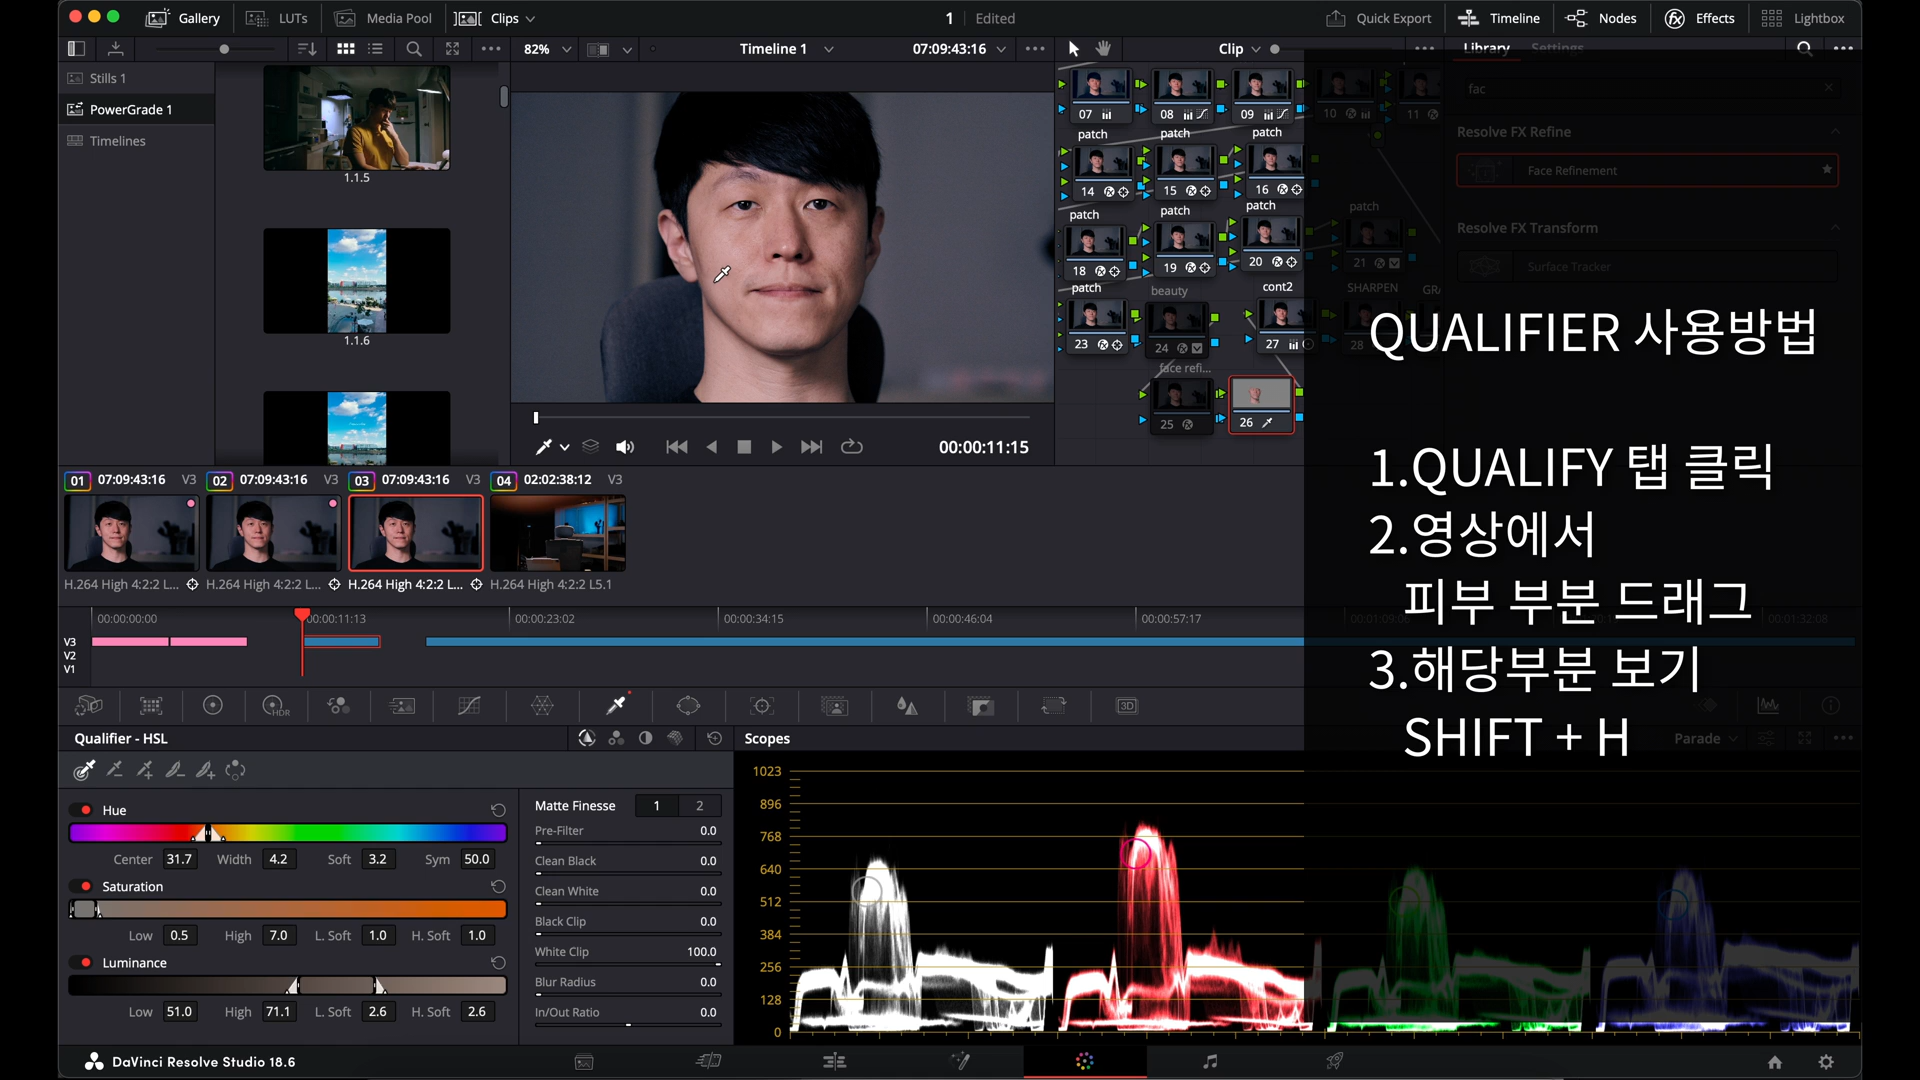 Gallery LUTs Media Pool Clips 1 Edited Quick Export Timeline Nodes Effects Lightbox
82% Timeline 1 07:09:43:16 Clip Library Settings
Stills 1
PowerGrade 1
Timelines
1.1.5
1.1.6
07 08 09 10 11
patch patch patch
14 15 16
patch patch patch patch
18 19 20 21
patch beauty cont2 SHARPEN
23 24 27 28
face refi...
25 26
fac
Resolve FX Refine
Face Refinement
Resolve FX Transform
Surface Tracker
QUALIFIER 사용방법
1.QUALIFY 탭 클릭
2.영상에서
피부 부분 드래그
3.해당부분 보기
SHIFT + H
00:00:11:15
01 07:09:43:16 V3 02 07:09:43:16 V3 03 07:09:43:16 V3 04 02:02:38:12 V3
H.264 High 4:2:2 L... H.264 High 4:2:2 L... H.264 High 4:2:2 L... H.264 High 4:2:2 L5.1
00:00:00:00 00:00:11:13 00:00:23:02 00:00:34:15 00:00:46:04 00:00:57:17 00:01:09:06 00:01:32:08
V3
V2
V1
HDR 3D
Qualifier - HSL
Scopes Parade
Hue
Center 31.7 Width 4.2 Soft 3.2 Sym 50.0
Saturation
Low 0.5 High 7.0 L. Soft 1.0 H. Soft 1.0
Luminance
Low 51.0 High 71.1 L. Soft 2.6 H. Soft 2.6
Matte Finesse 1 2
Pre-Filter 0.0
Clean Black 0.0
Clean White 0.0
Black Clip 0.0
White Clip 100.0
Blur Radius 0.0
In/Out Ratio 0.0
1023
896
768
640
512
384
256
128
0
DaVinci Resolve Studio 18.6